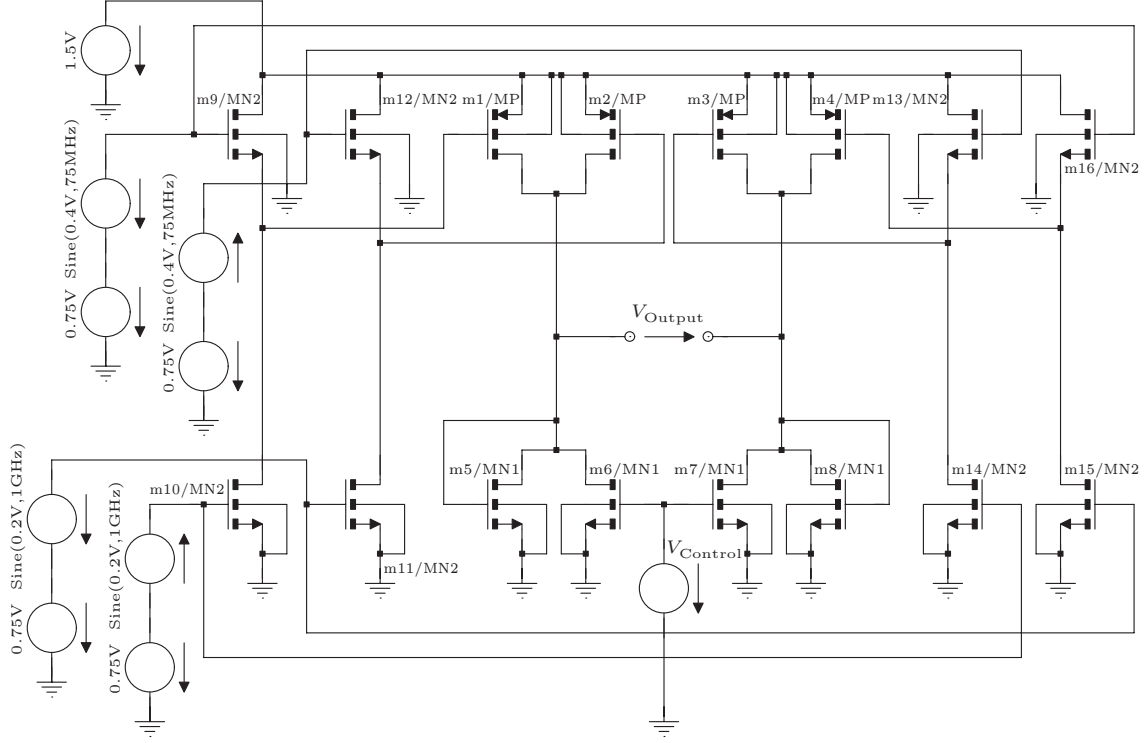 1.5V
m9/MN2
m12/MN2
m1/MP
m2/MP
m3/MP
m4/MP
m13/MN2
m16/MN2
0.75V Sine(0.4V,75MHz)
0.75V Sine(0.4V,75MHz)
VOutput
m10/MN2
m5/MN1
m6/MN1
m7/MN1
m8/MN1
m14/MN2
m15/MN2
0.75V Sine(0.2V,1GHz)
0.75V Sine(0.2V,1GHz)
m11/MN2
VControl